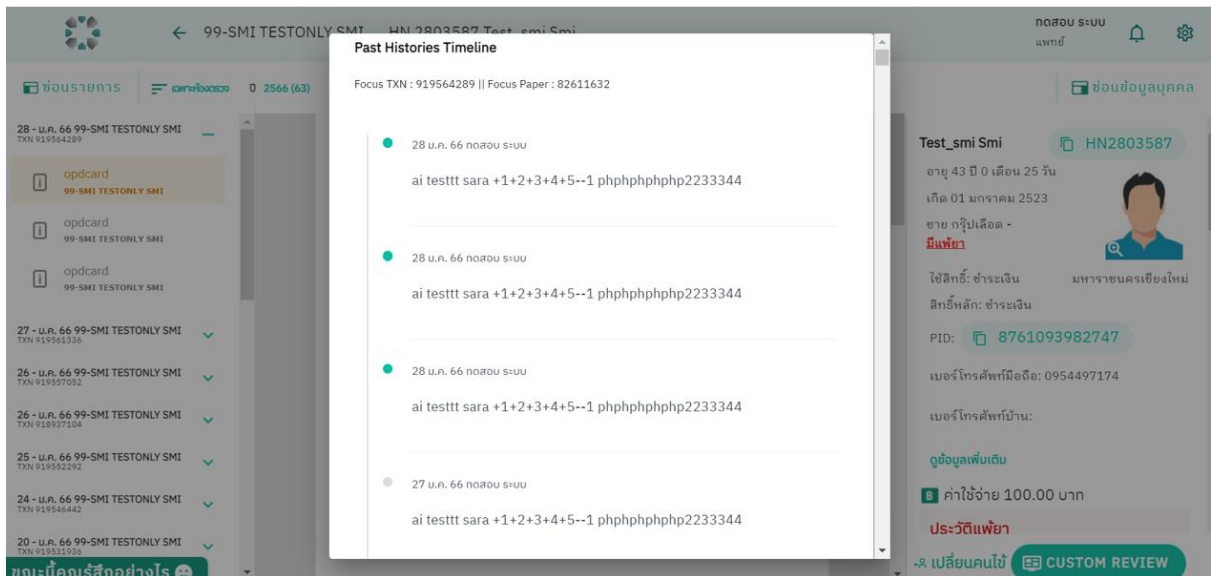 ← 99-SMI TESTONLY SMI HN 2803587 Test_smi Smi
ทดสอบ ระบบ
แพทย์
ซ่อนรายการ
เฉพาะห้องตรวจ
ปี 2566 (63)
ซ่อนข้อมูลบุคคล
28 - ม.ค. 66 99-SMI TESTONLY SMI
TXN 919564289
opdcard
99-SMI TESTONLY SMI
opdcard
99-SMI TESTONLY SMI
opdcard
99-SMI TESTONLY SMI
27 - ม.ค. 66 99-SMI TESTONLY SMI
TXN 919561336
26 - ม.ค. 66 99-SMI TESTONLY SMI
TXN 919557052
26 - ม.ค. 66 99-SMI TESTONLY SMI
TXN 918937104
25 - ม.ค. 66 99-SMI TESTONLY SMI
TXN 919552292
24 - ม.ค. 66 99-SMI TESTONLY SMI
TXN 919546442
20 - ม.ค. 66 99-SMI TESTONLY SMI
TXN 919531936
ขณะนี้คุณรู้สึกอย่างไร
Past Histories Timeline
Focus TXN : 919564289 || Focus Paper : 82611632
28 ม.ค. 66 ทดสอบ ระบบ
ai testtt sara +1+2+3+4+5--1 phphphphphp2233344
28 ม.ค. 66 ทดสอบ ระบบ
ai testtt sara +1+2+3+4+5--1 phphphphphp2233344
28 ม.ค. 66 ทดสอบ ระบบ
ai testtt sara +1+2+3+4+5--1 phphphphphp2233344
27 ม.ค. 66 ทดสอบ ระบบ
ai testtt sara +1+2+3+4+5--1 phphphphphp2233344
Test_smi Smi
HN2803587
อายุ 43 ปี 0 เดือน 25 วัน
เกิด 01 มกราคม 2523
ชาย กรุ๊ปเลือด -
มีแพ้ยา
ใช้สิทธิ์: ชำระเงิน มหาราชนครเชียงใหม่
สิทธิ์หลัก: ชำระเงิน
PID: 8761093982747
เบอร์โทรศัพท์มือถือ: 0954497174
เบอร์โทรศัพท์บ้าน:
ดูข้อมูลเพิ่มเติม
฿ ค่าใช้จ่าย 100.00 บาท
ประวัติแพ้ยา
เปลี่ยนคนไข้
CUSTOM REVIEW